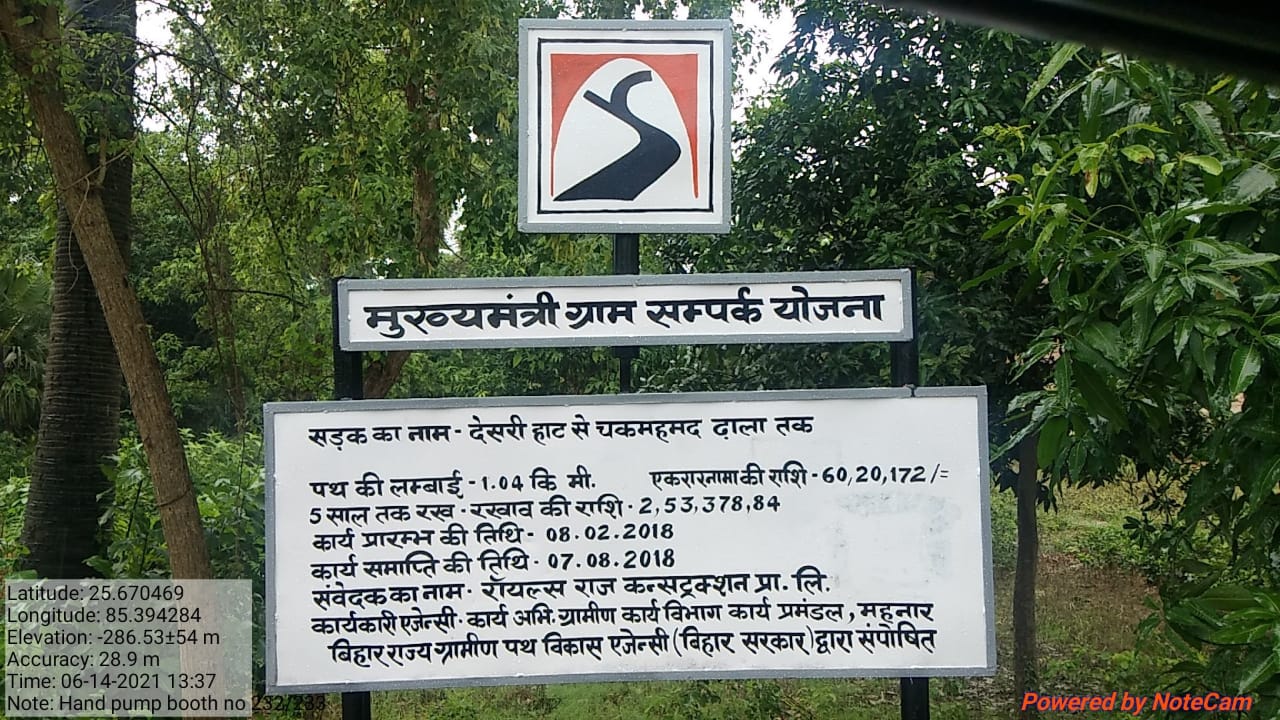 मुख्यमंत्री ग्राम सम्पर्क योजना
सड़क का नाम - देसरी हाट से चकमहमद ढ़ाला तक
पथ की लम्बाई - 1.04 कि मी. एकरारनामा की राशि - 60,20,172/=
5 साल तक रख - रखाव की राशि - 2,53,378,84
कार्य प्रारम्भ की तिथि - 08.02.2018
कार्य समाप्ति की तिथि - 07.08.2018
संवेदक का नाम - रॉयल्स राज कन्सट्रक्शन प्रा. लि.
कार्यकारी एजेन्सी - कार्य अभि. ग्रामीण कार्य विभाग कार्य प्रमंडल, महनार
बिहार राज्य ग्रामीण पथ विकास एजेन्सी (बिहार सरकार) द्वारा संपोषित
Latitude: 25.670469
Longitude: 85.394284
Elevation: -286.53±54 m
Accuracy: 28.9 m
Time: 06-14-2021 13:37
Note: Hand pump booth no 232/233
Powered by NoteCam